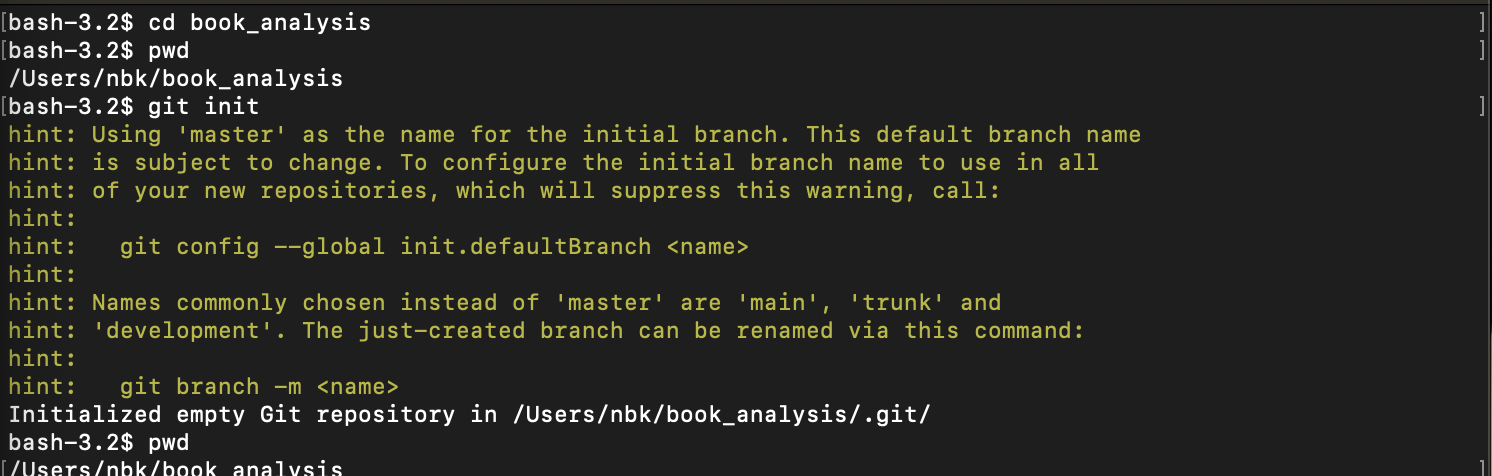 [bash-3.2$ cd book_analysis ]
[bash-3.2$ pwd ]
/Users/nbk/book_analysis
[bash-3.2$ git init ]
hint: Using 'master' as the name for the initial branch. This default branch name
hint: is subject to change. To configure the initial branch name to use in all
hint: of your new repositories, which will suppress this warning, call:
hint:
hint:   git config --global init.defaultBranch <name>
hint:
hint: Names commonly chosen instead of 'master' are 'main', 'trunk' and
hint: 'development'. The just-created branch can be renamed via this command:
hint:
hint:   git branch -m <name>
Initialized empty Git repository in /Users/nbk/book_analysis/.git/
bash-3.2$ pwd
[/Users/nbk/book_analysis ]